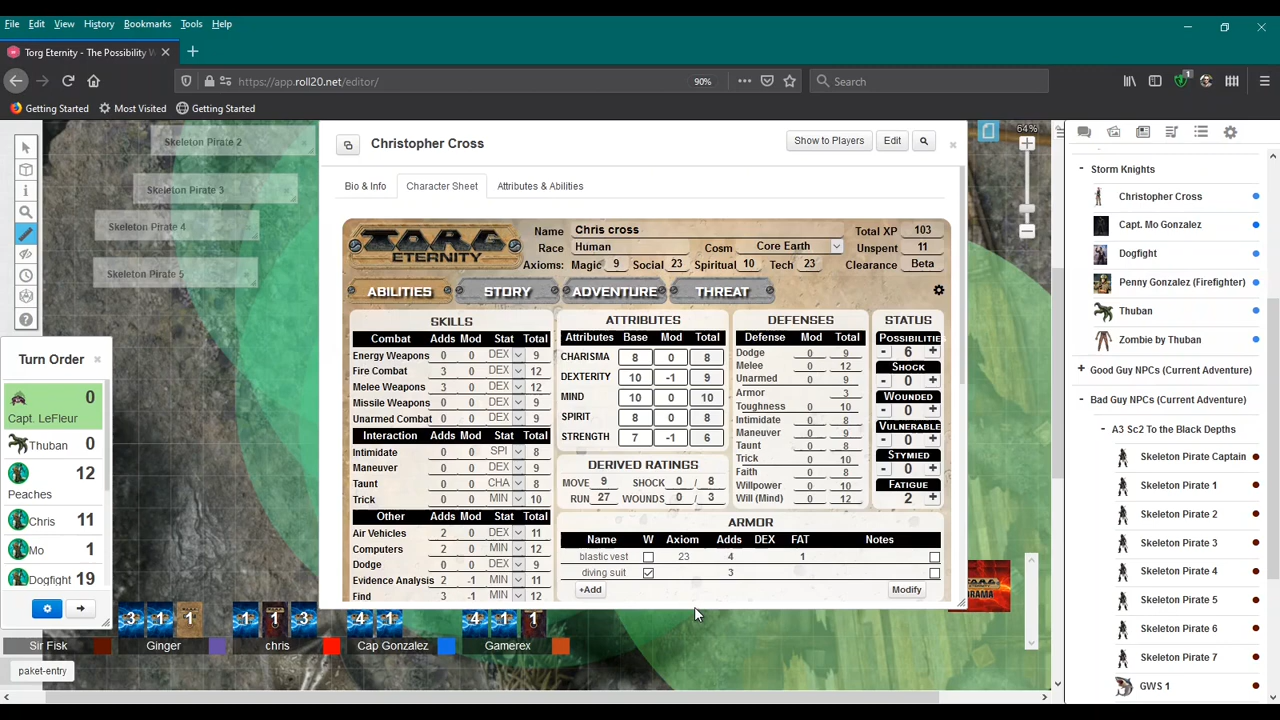 File Edit View History Bookmarks Tools Help
Torg Eternity - The Possibility W
https://app.roll20.net/editor/ 90% Search
Getting Started Most Visited Getting Started
Skeleton Pirate 2
Skeleton Pirate 3
Skeleton Pirate 4
Skeleton Pirate 5
Turn Order
0
Capt. LeFleur
Thuban 0
12
Peaches
Chris 11
Mo 1
Dogfight 19
Christopher Cross
Show to Players Edit
Bio & Info Character Sheet Attributes & Abilities
TORG ETERNITY
Name Chris cross Total XP 103
Race Human Cosm Core Earth Unspent 11
Axioms: Magic 9 Social 23 Spiritual 10 Tech 23 Clearance Beta
ABILITIES STORY ADVENTURE THREAT
SKILLS
Combat Adds Mod Stat Total
Energy Weapons 0 0 DEX 9
Fire Combat 3 0 DEX 12
Melee Weapons 3 0 DEX 12
Missile Weapons 0 0 DEX 9
Unarmed Combat 0 0 DEX 9
Interaction Adds Mod Stat Total
Intimidate 0 0 SPI 8
Maneuver 0 0 DEX 9
Taunt 0 0 CHA 8
Trick 0 0 MIN 10
Other Adds Mod Stat Total
Air Vehicles 2 0 DEX 11
Computers 2 0 MIN 12
Dodge 0 0 DEX 9
Evidence Analysis 2 -1 MIN 11
Find 3 -1 MIN 12
ATTRIBUTES
Attributes Base Mod Total
CHARISMA 8 0 8
DEXTERITY 10 -1 9
MIND 10 0 10
SPIRIT 8 0 8
STRENGTH 7 -1 6
DERIVED RATINGS
MOVE 9 SHOCK 0 / 8
RUN 27 WOUNDS 0 / 3
DEFENSES
Defense Mod Total
Dodge 0 9
Melee 0 12
Unarmed 0 9
Armor 3
Toughness 0 10
Intimidate 0 8
Maneuver 0 9
Taunt 0 8
Trick 0 10
Faith 0 8
Willpower 0 10
Will (Mind) 0 12
STATUS
POSSIBILITIES
- 6 +
SHOCK
- 0 +
WOUNDED
- 0 +
VULNERABLE
- 0 +
STYMIED
- 0 +
FATIGUE
2 +
ARMOR
Name W Axiom Adds DEX FAT Notes
blastic vest 23 4 1
diving suit 3
+Add Modify
64%
Storm Knights
Christopher Cross
Capt. Mo Gonzalez
Dogfight
Penny Gonzalez (Firefighter)
Thuban
Zombie by Thuban
Good Guy NPCs (Current Adventure)
Bad Guy NPCs (Current Adventure)
A3 Sc2 To the Black Depths
Skeleton Pirate Captain
Skeleton Pirate 1
Skeleton Pirate 2
Skeleton Pirate 3
Skeleton Pirate 4
Skeleton Pirate 5
Skeleton Pirate 6
Skeleton Pirate 7
GWS 1
DRAMA
3 1 1 1 1 3 4 1 4 1 1
Sir Fisk Ginger chris Cap Gonzalez Gamerex
paket-entry